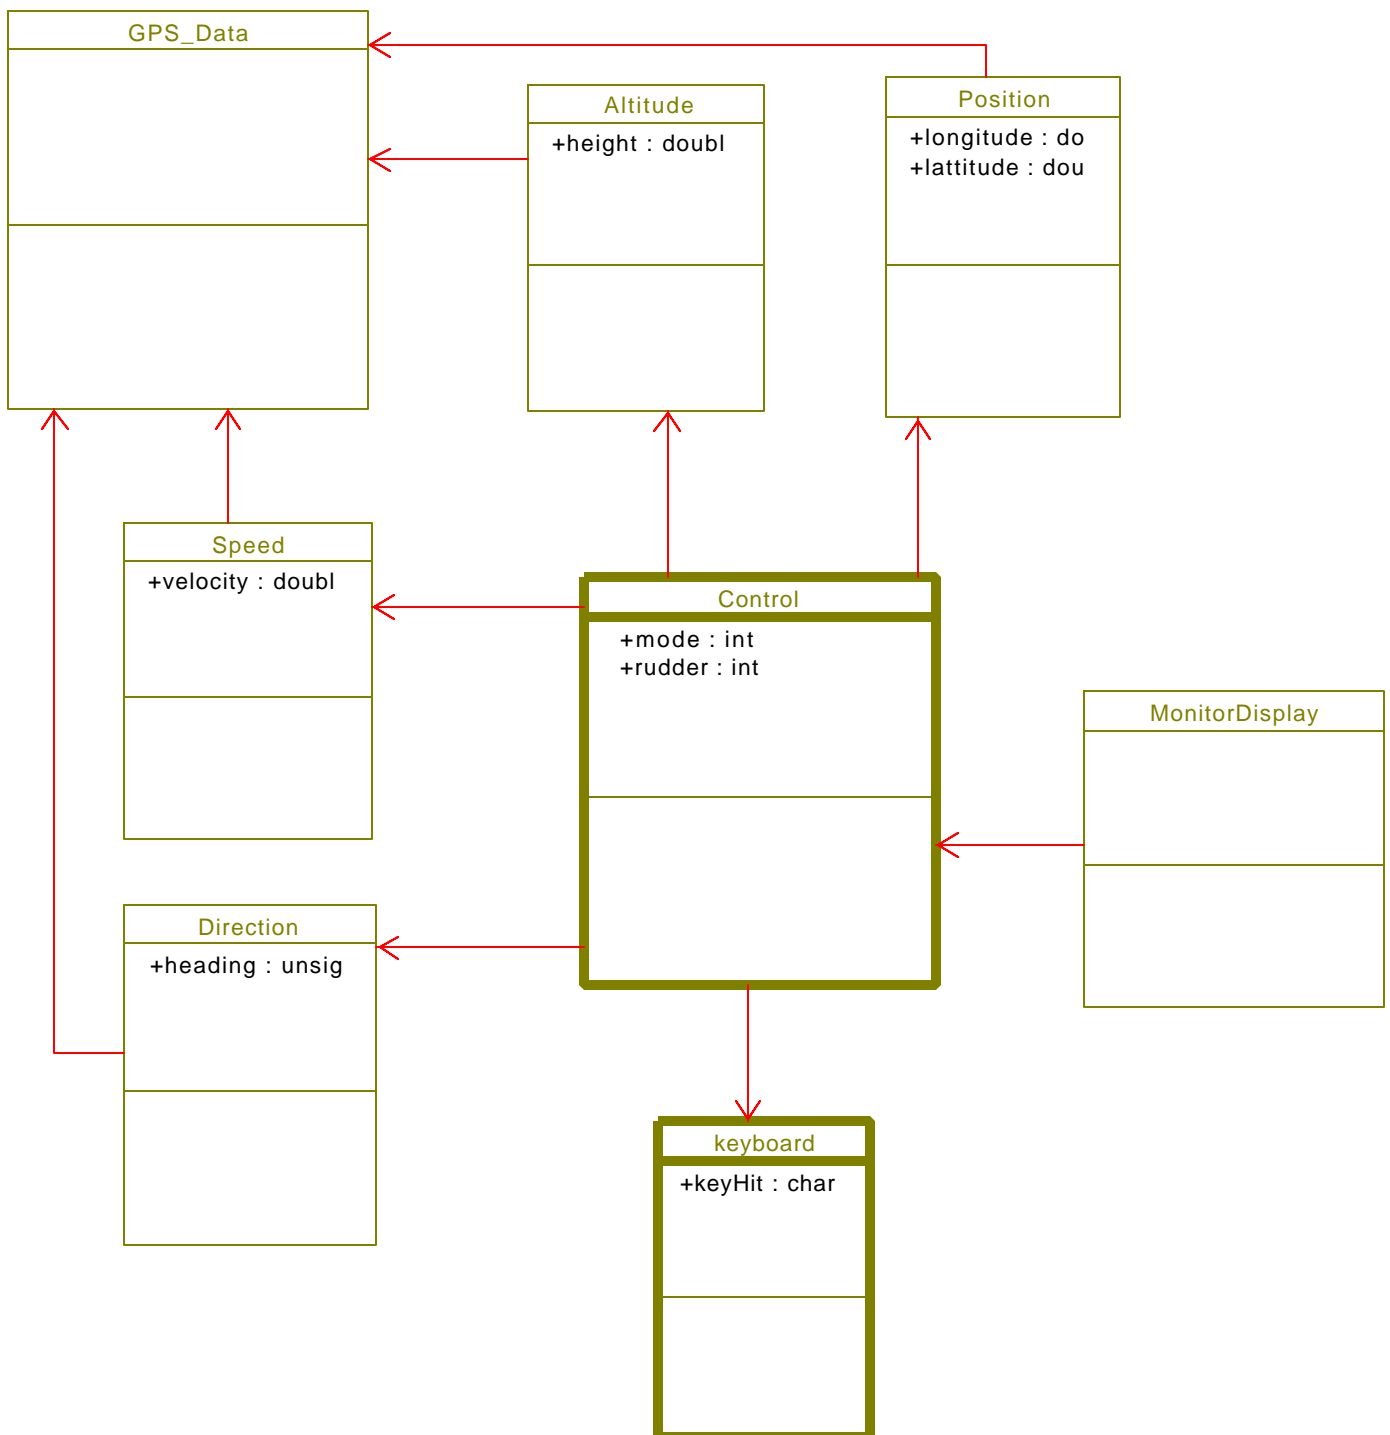 GPS_Data
Altitude
+height : doubl
Position
+longitude : do
+lattitude : dou
Speed
+velocity : doubl
Control
+mode : int
+rudder : int
MonitorDisplay
Direction
+heading : unsig
keyboard
+keyHit : char